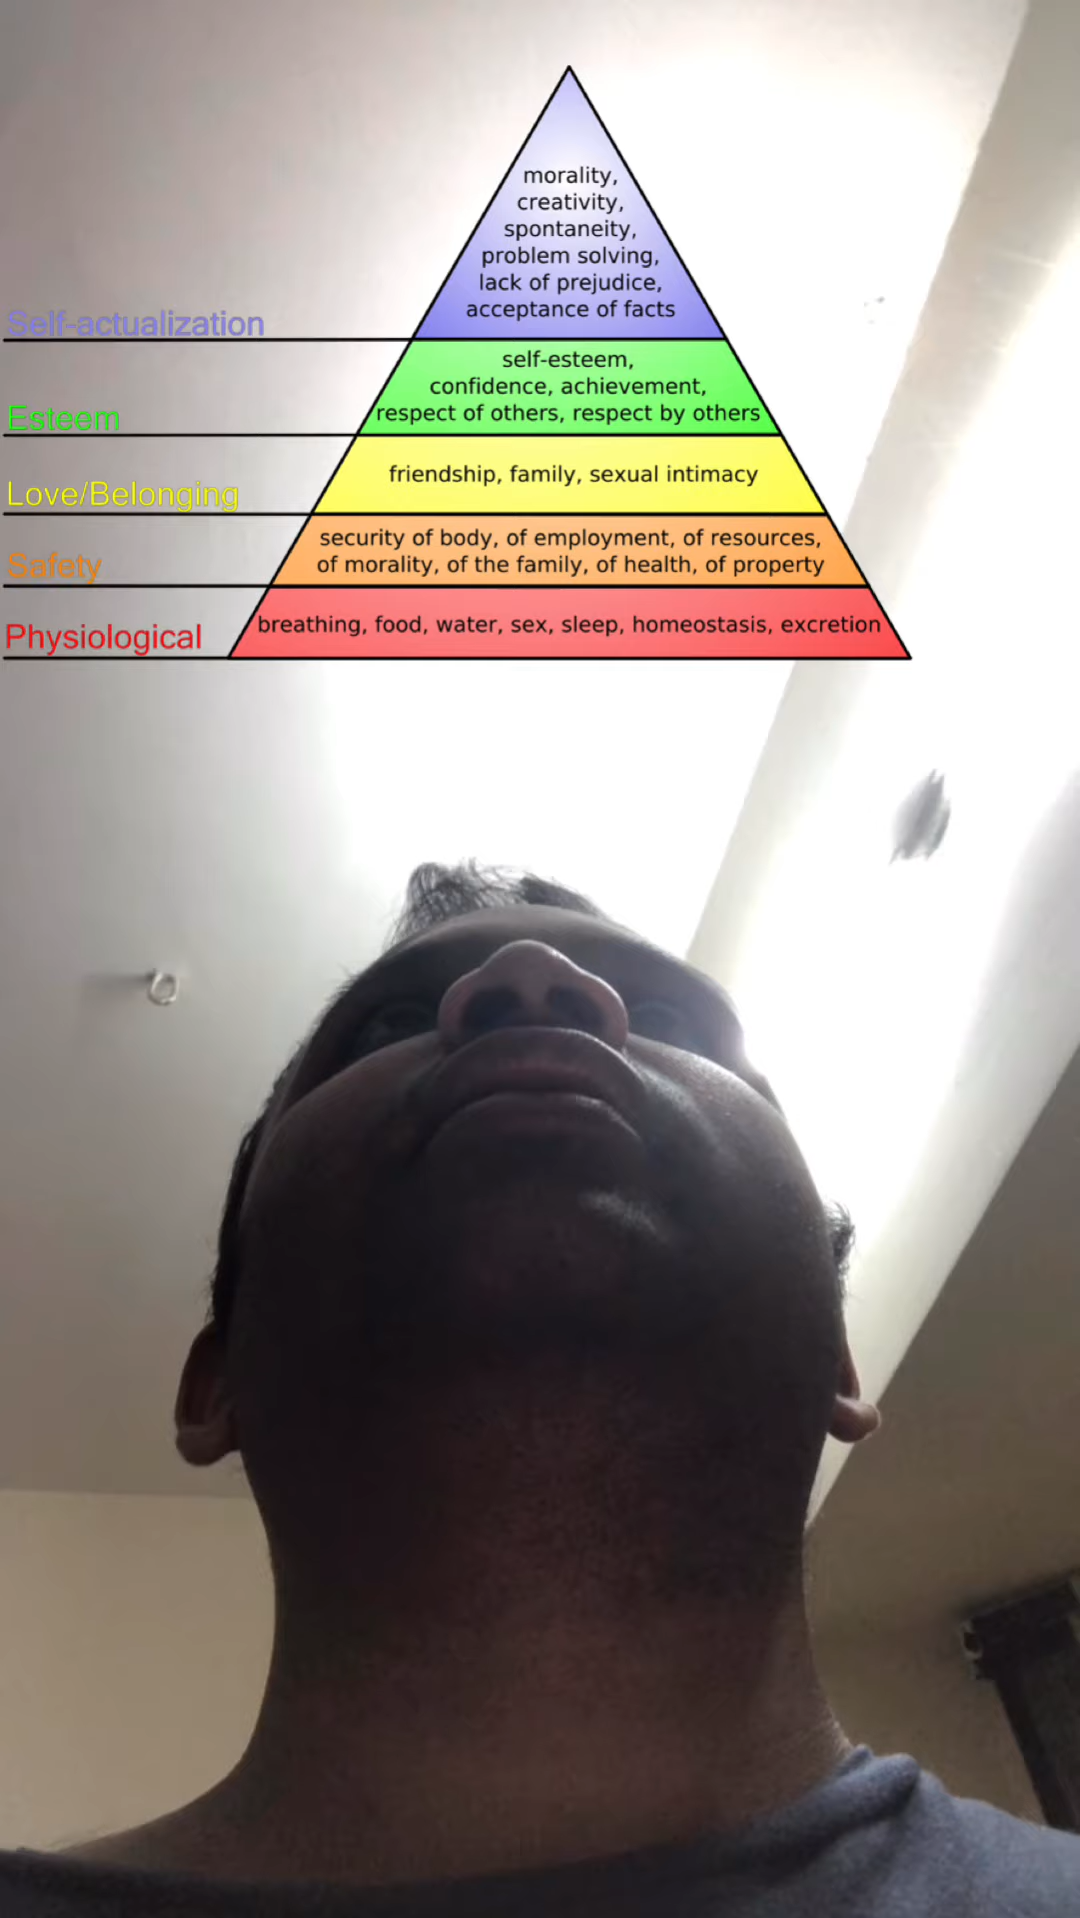 morality,
creativity,
spontaneity,
problem solving,
lack of prejudice,
acceptance of facts
Self-actualization
self-esteem,
confidence, achievement,
respect of others, respect by others
Esteem
friendship, family, sexual intimacy
Love/Belonging
security of body, of employment, of resources,
of morality, of the family, of health, of property
Safety
breathing, food, water, sex, sleep, homeostasis, excretion
Physiological